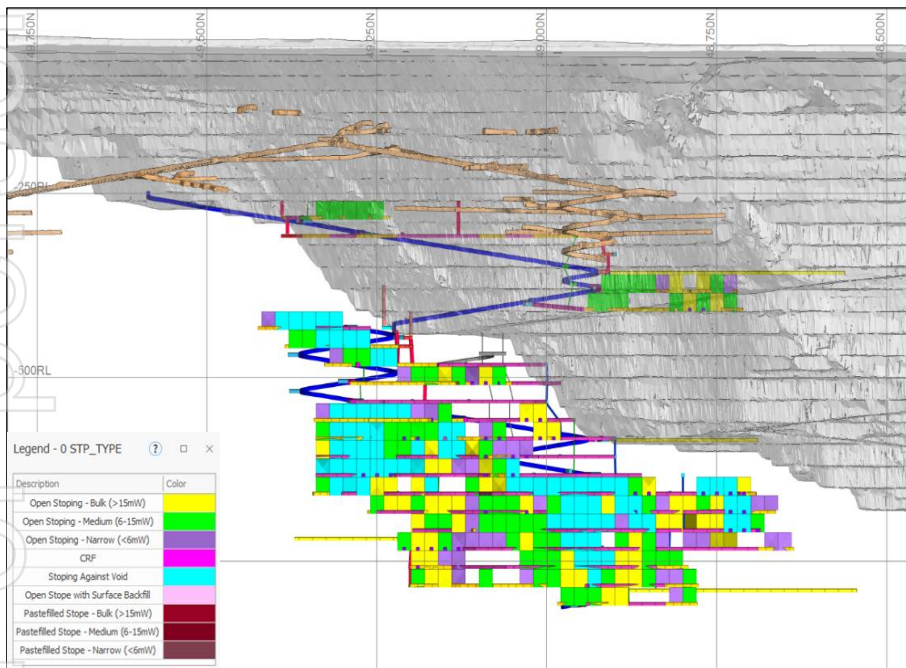 49,750N
49,500N
49,250N
49,000N
48,750N
48,500N
-250RL
-500RL
Legend - 0 STP_TYPE ?
Description Color
Open Stoping - Bulk (>15mW)
Open Stoping - Medium (6-15mW)
Open Stoping - Narrow (<6mW)
CRF
Stoping Against Void
Open Stope with Surface Backfill
Pastefilled Stope - Bulk (>15mW)
Pastefilled Stope - Medium (6-15mW)
Pastefilled Stope - Narrow (<6mW)